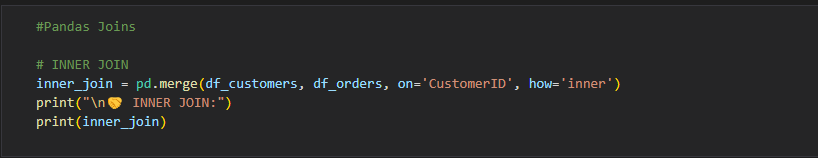 #Pandas Joins
# INNER JOIN
inner_join = pd.merge(df_customers, df_orders, on='CustomerID', how='inner')
print("\n🤝 INNER JOIN:")
print(inner_join)